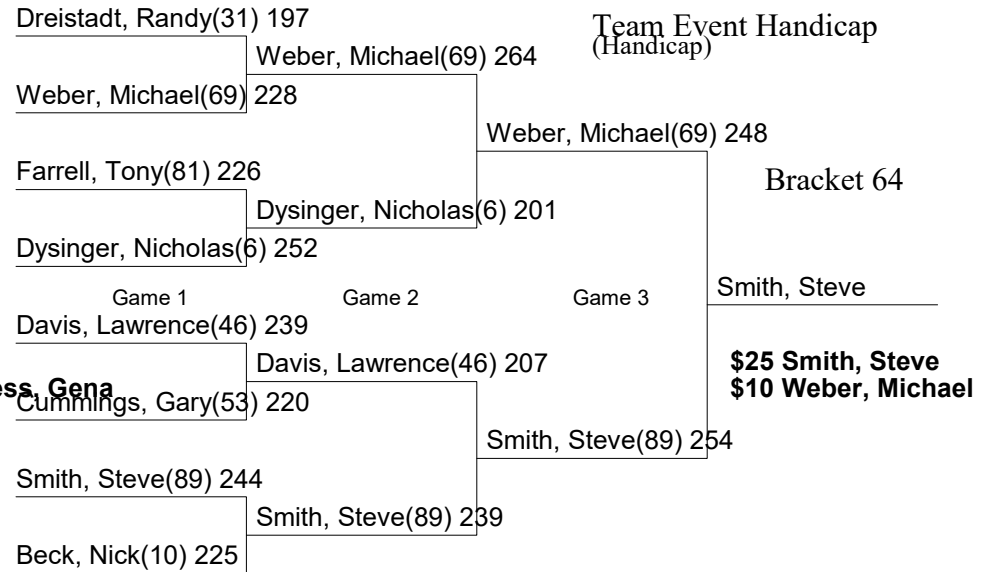 Dreistadt, Randy(31) 197
Team Event Handicap
(Handicap)
Weber, Michael(69) 264
Weber, Michael(69) 228
Weber, Michael(69) 248
Farrell, Tony(81) 226
Bracket 64
Dysinger, Nicholas(6) 201
Dysinger, Nicholas(6) 252
Game 1
Game 2
Game 3
Smith, Steve
Davis, Lawrence(46) 239
Davis, Lawrence(46) 207
$25 Smith, Steve
$10 Weber, Michael
ess, Gena
Cummings, Gary(53) 220
Smith, Steve(89) 254
Smith, Steve(89) 244
Smith, Steve(89) 239
Beck, Nick(10) 225